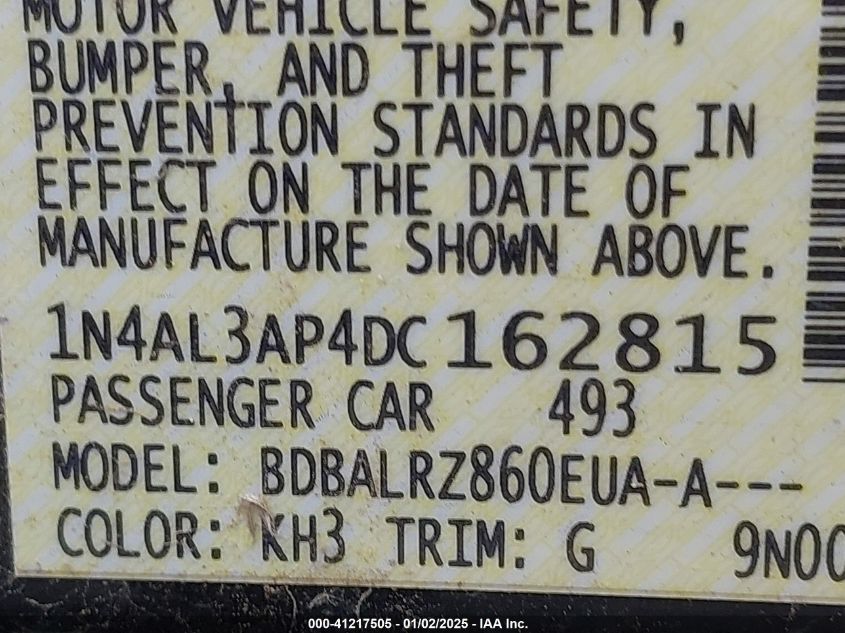 MOTOR VEHICLE SAFETY,
BUMPER, AND THEFT
PREVENTION STANDARDS IN
EFFECT ON THE DATE OF
MANUFACTURE SHOWN ABOVE.
1N4AL3AP4DC162815
PASSENGER CAR 493
MODEL: BDBALRZ860EUA-A---
COLOR: KH3 TRIM: G 9N00
000-41217505 - 01/02/2025 - IAA Inc.